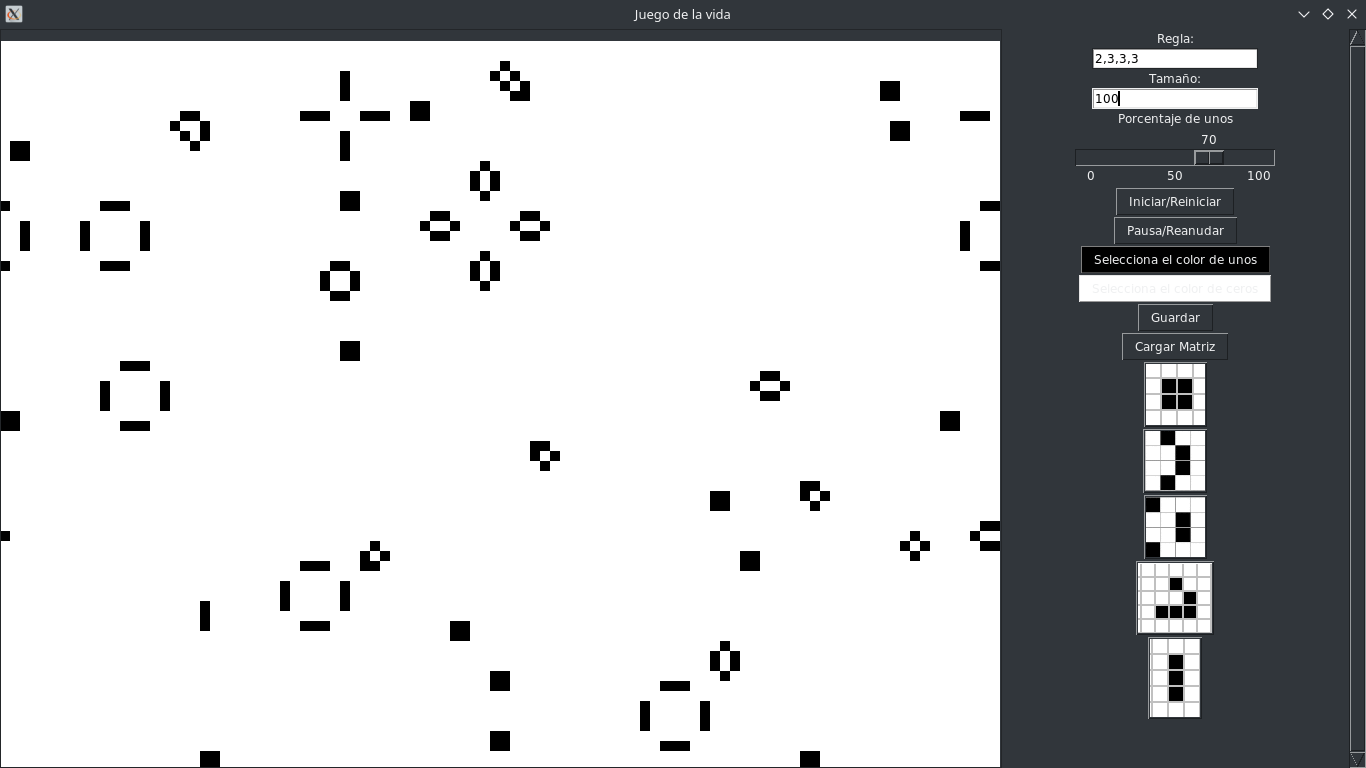 Juego de la vida
Regla:
2,3,3,3
Tamaño:
100
Porcentaje de unos
70
0 50 100
Iniciar/Reiniciar
Pausa/Reanudar
Selecciona el color de unos
Selecciona el color de ceros
Guardar
Cargar Matriz